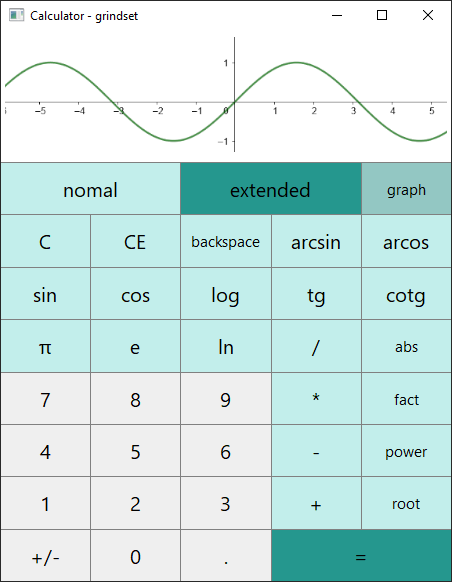 Calculator - grindset
1
-6 -5 -4 -3 -2 -1 0 1 2 3 4 5
-1
nomal extended graph
C CE backspace arcsin arcos
sin cos log tg cotg
π e ln / abs
7 8 9 * fact
4 5 6 - power
1 2 3 + root
+/- 0 . =